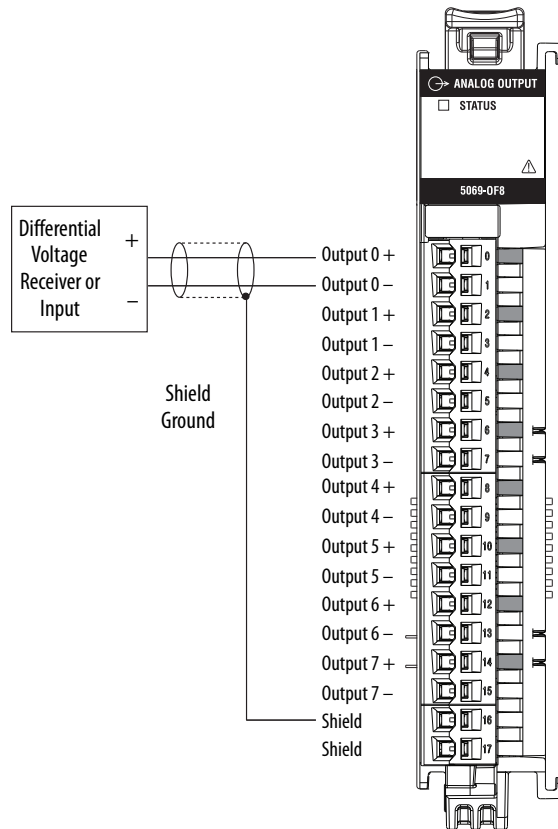 ANALOG OUTPUT
STATUS
5069-OF8
Differential
Voltage
Receiver or
Input
+
–
Shield
Ground
Output 0 + 0
Output 0 – 1
Output 1 + 2
Output 1 – 3
Output 2 + 4
Output 2 – 5
Output 3 + 6
Output 3 – 7
Output 4 + 8
Output 4 – 9
Output 5 + 10
Output 5 – 11
Output 6 + 12
Output 6 – 13
Output 7 + 14
Output 7 – 15
Shield 16
Shield 17